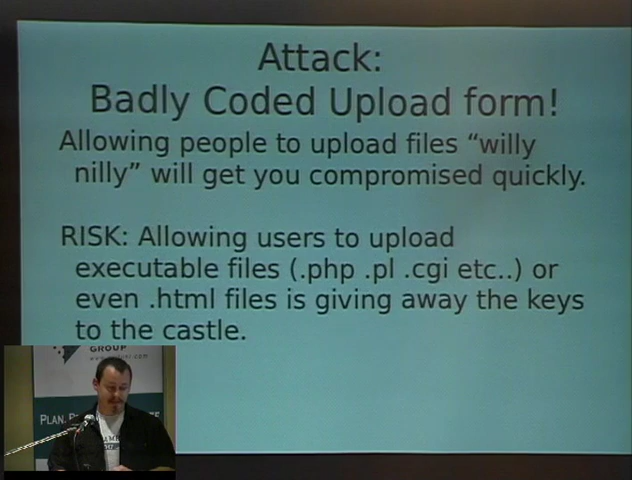 Attack:
Badly Coded Upload form!
Allowing people to upload files “willy
nilly” will get you compromised quickly.
RISK: Allowing users to upload
executable files (.php .pl .cgi etc..) or
even .html files is giving away the keys
to the castle.
GROUP
PLAN.